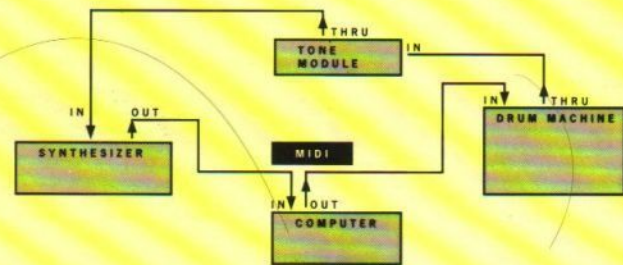 THRU
TONE
MODULE
IN
IN
OUT
IN
THRU
SYNTHESIZER
MIDI
DRUM MACHINE
IN
OUT
COMPUTER